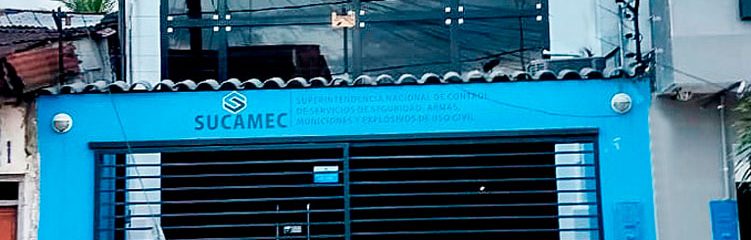 SUCAMEC
SUPERINTENDENCIA NACIONAL DE CONTROL
DE SERVICIOS DE SEGURIDAD, ARMAS,
MUNICIONES Y EXPLOSIVOS DE USO CIVIL